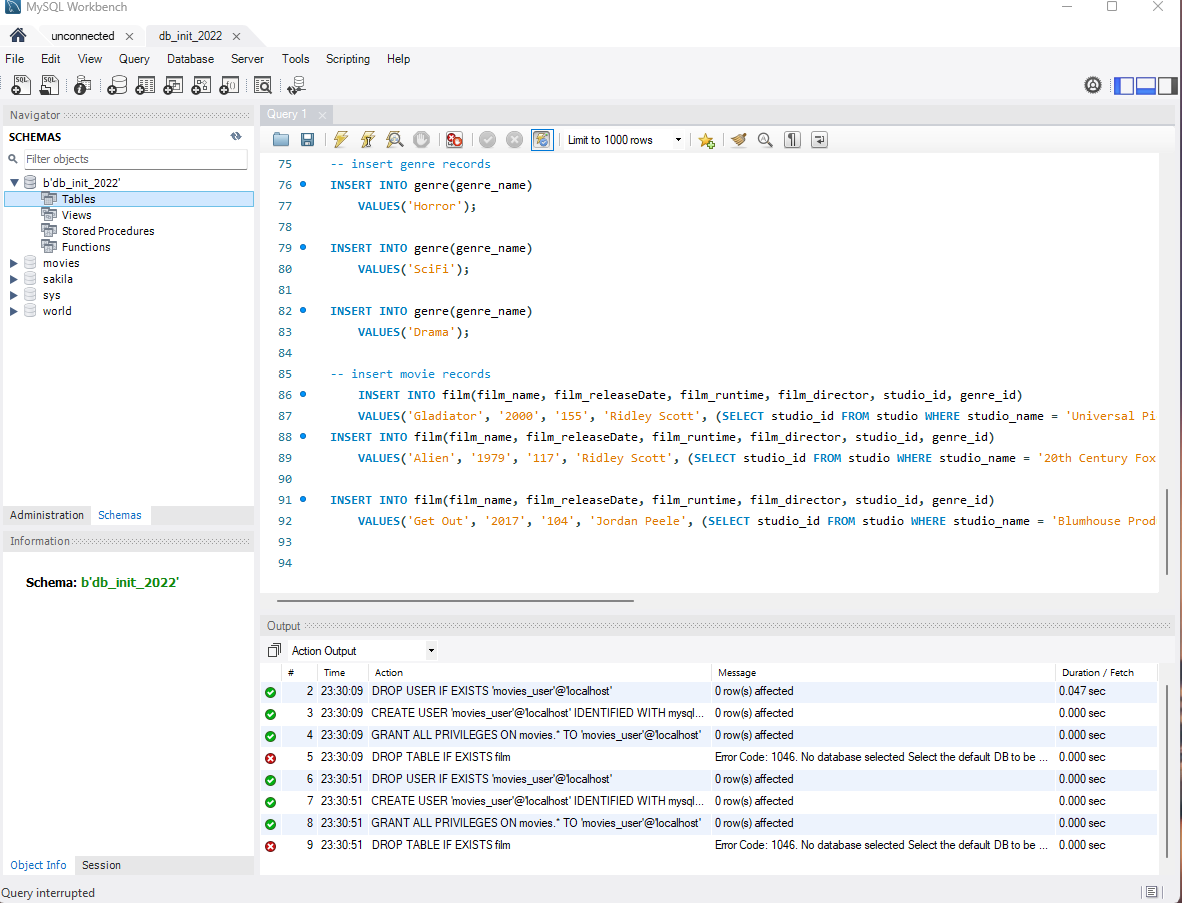 MySQL Workbench
unconnected
db_init_2022
File Edit View Query Database Server Tools Scripting Help
Navigator
SCHEMAS
Filter objects
b'db_init_2022'
Tables
Views
Stored Procedures
Functions
movies
sakila
sys
world
Administration Schemas
Information
Schema: b'db_init_2022'
Object Info Session
Query 1
Limit to 1000 rows
75 -- insert genre records
76 INSERT INTO genre(genre_name)
77 VALUES('Horror');
78
79 INSERT INTO genre(genre_name)
80 VALUES('SciFi');
81
82 INSERT INTO genre(genre_name)
83 VALUES('Drama');
84
85 -- insert movie records
86 INSERT INTO film(film_name, film_releaseDate, film_runtime, film_director, studio_id, genre_id)
87 VALUES('Gladiator', '2000', '155', 'Ridley Scott', (SELECT studio_id FROM studio WHERE studio_name = 'Universal Pi
88 INSERT INTO film(film_name, film_releaseDate, film_runtime, film_director, studio_id, genre_id)
89 VALUES('Alien', '1979', '117', 'Ridley Scott', (SELECT studio_id FROM studio WHERE studio_name = '20th Century Fox
90
91 INSERT INTO film(film_name, film_releaseDate, film_runtime, film_director, studio_id, genre_id)
92 VALUES('Get Out', '2017', '104', 'Jordan Peele', (SELECT studio_id FROM studio WHERE studio_name = 'Blumhouse Prod
93
94
Output
Action Output
# Time Action Message Duration / Fetch
2 23:30:09 DROP USER IF EXISTS 'movies_user'@'localhost' 0 row(s) affected 0.047 sec
3 23:30:09 CREATE USER 'movies_user'@'localhost' IDENTIFIED WITH mysql... 0 row(s) affected 0.000 sec
4 23:30:09 GRANT ALL PRIVILEGES ON movies.* TO 'movies_user'@'localhost' 0 row(s) affected 0.000 sec
5 23:30:09 DROP TABLE IF EXISTS film Error Code: 1046. No database selected Select the default DB to be ... 0.000 sec
6 23:30:51 DROP USER IF EXISTS 'movies_user'@'localhost' 0 row(s) affected 0.000 sec
7 23:30:51 CREATE USER 'movies_user'@'localhost' IDENTIFIED WITH mysql... 0 row(s) affected 0.000 sec
8 23:30:51 GRANT ALL PRIVILEGES ON movies.* TO 'movies_user'@'localhost' 0 row(s) affected 0.000 sec
9 23:30:51 DROP TABLE IF EXISTS film Error Code: 1046. No database selected Select the default DB to be ... 0.000 sec
Query interrupted